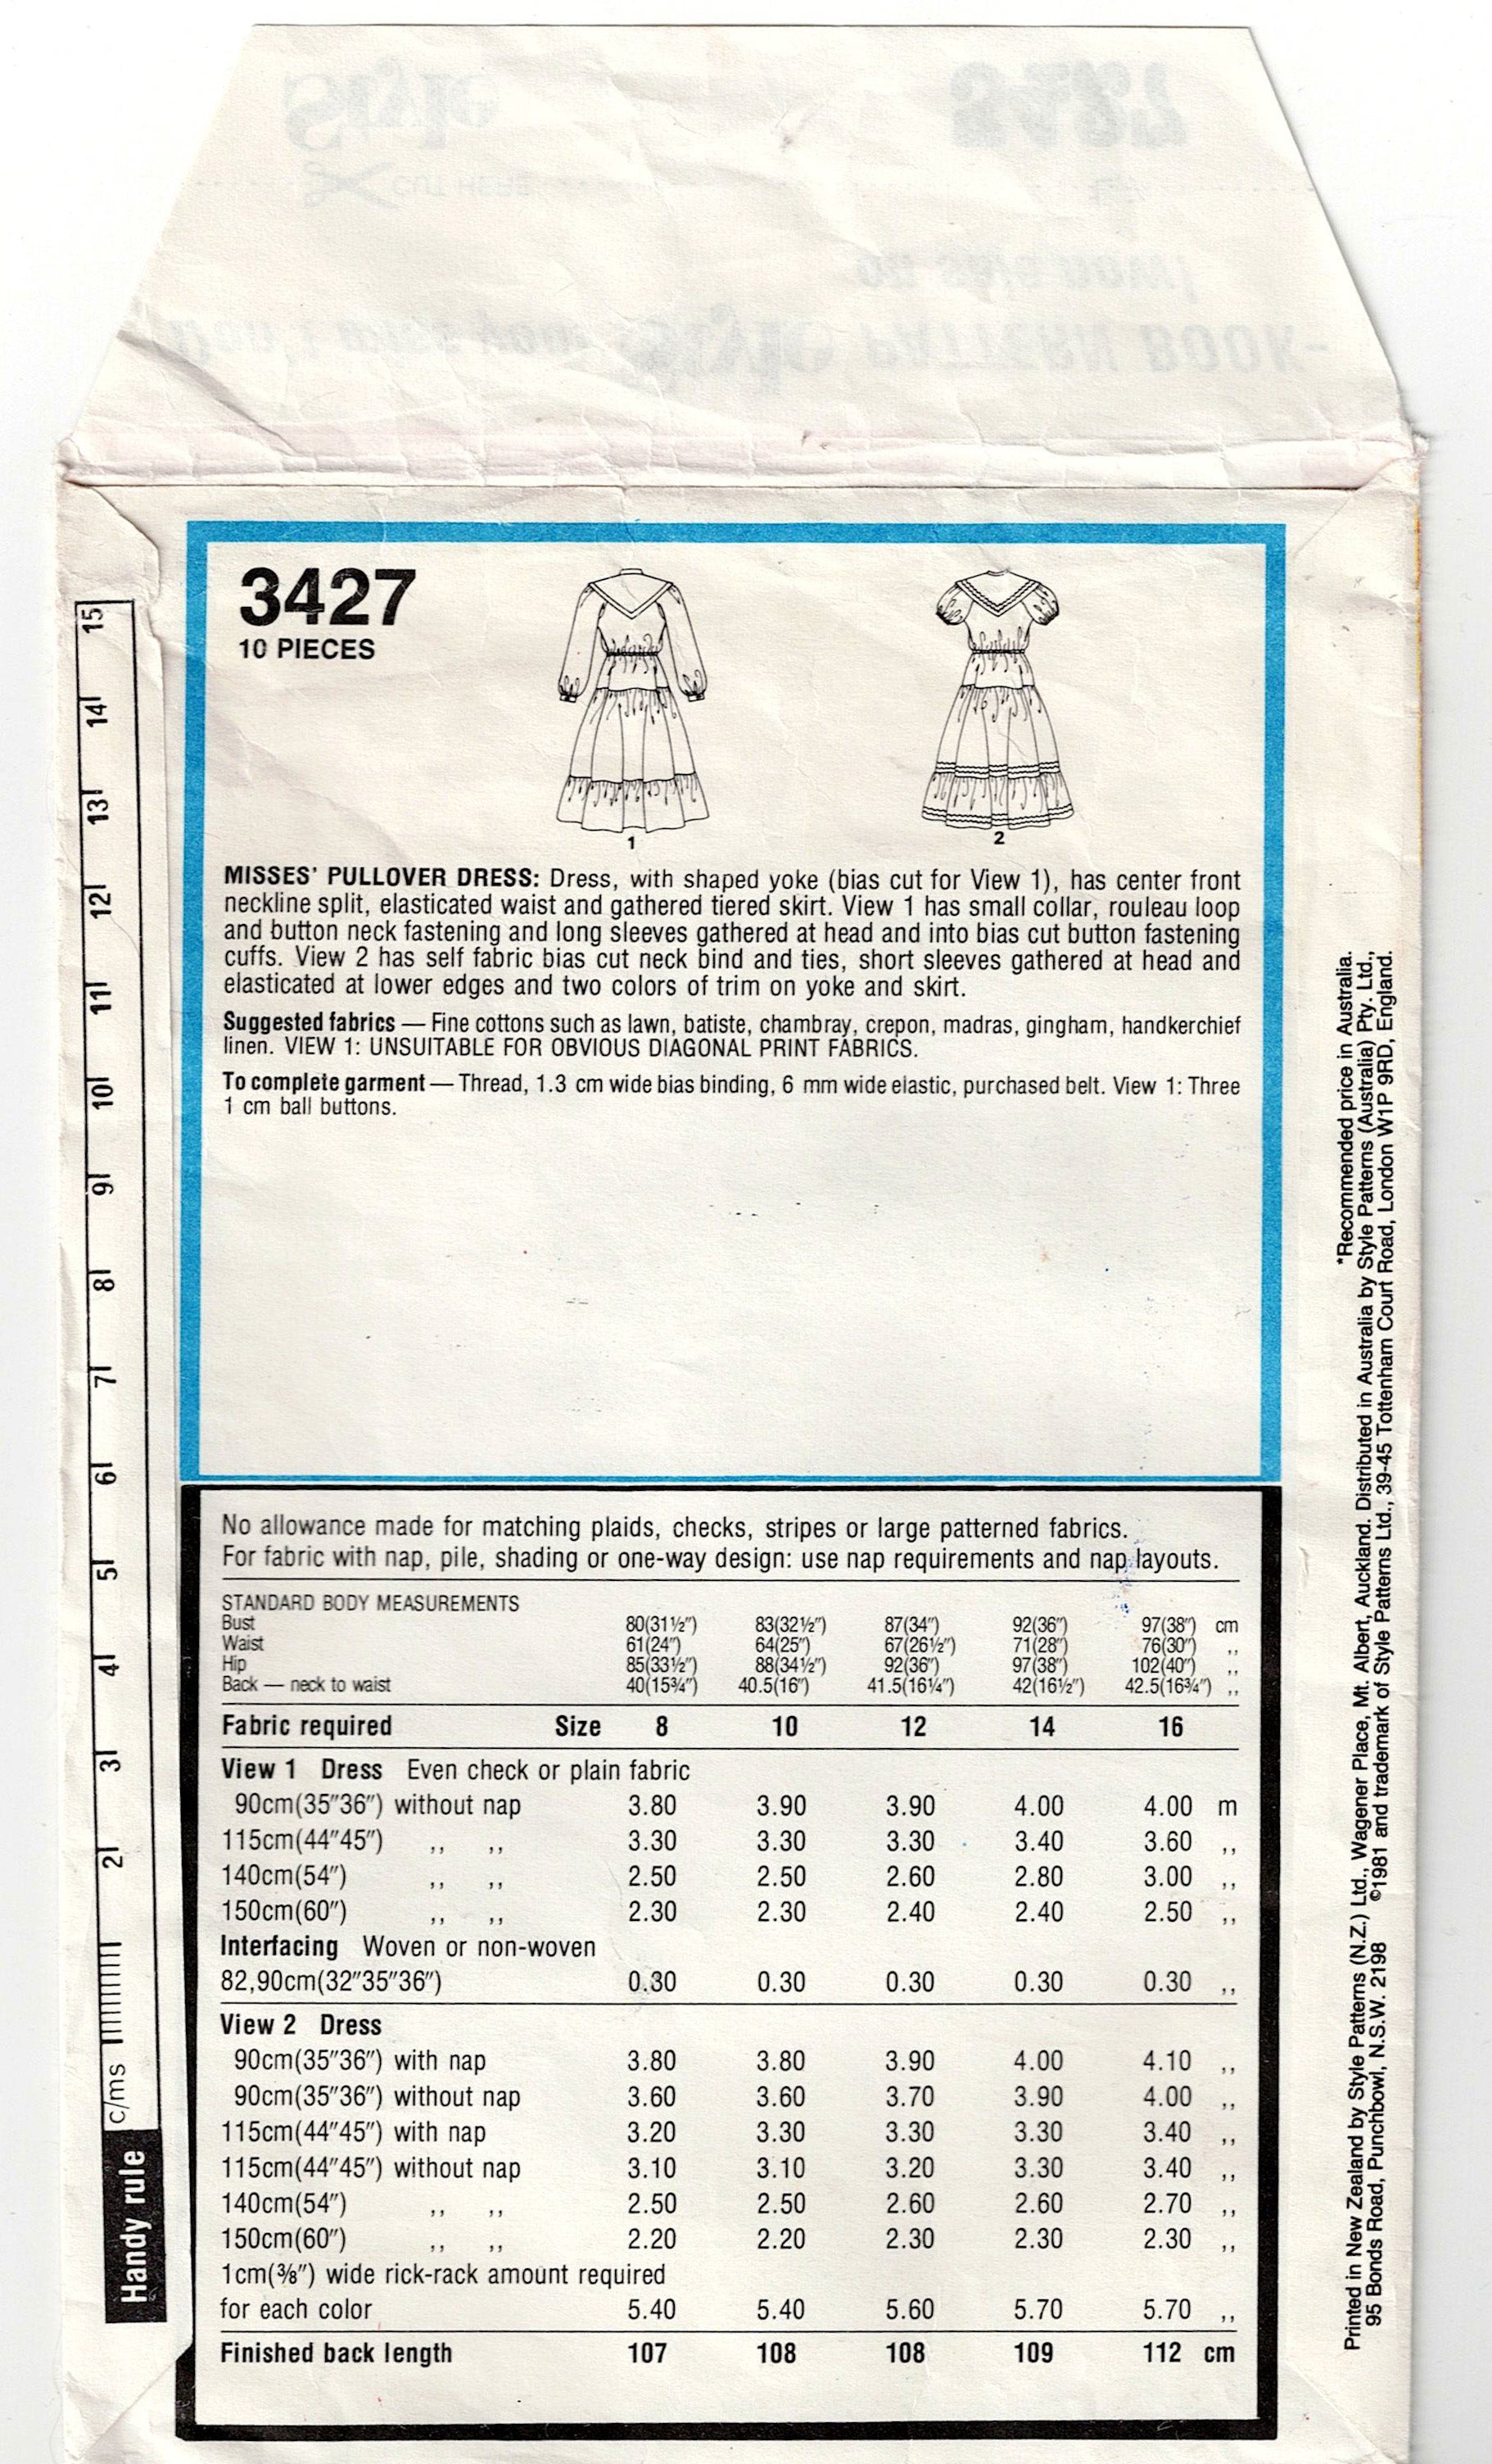 Style
CUT HERE
3427
10 PIECES
1
2
MISSES' PULLOVER DRESS: Dress, with shaped yoke (bias cut for View 1), has center front
neckline split, elasticated waist and gathered tiered skirt. View 1 has small collar, rouleau loop
and button neck fastening and long sleeves gathered at head and into bias cut button fastening
cuffs. View 2 has self fabric bias cut neck bind and ties, short sleeves gathered at head and
elasticated at lower edges and two colors of trim on yoke and skirt.
Suggested fabrics — Fine cottons such as lawn, batiste, chambray, crepon, madras, gingham, handkerchief
linen. VIEW 1: UNSUITABLE FOR OBVIOUS DIAGONAL PRINT FABRICS.
To complete garment — Thread, 1.3 cm wide bias binding, 6 mm wide elastic, purchased belt. View 1: Three
1 cm ball buttons.
No allowance made for matching plaids, checks, stripes or large patterned fabrics.
For fabric with nap, pile, shading or one-way design: use nap requirements and nap layouts.
STANDARD BODY MEASUREMENTS
Bust 80(31½″) 83(32½″) 87(34″) 92(36″) 97(38″) cm
Waist 61(24″) 64(25″) 67(26½″) 71(28″) 76(30″) ,,
Hip 85(33½″) 88(34½″) 92(36″) 97(38″) 102(40″) ,,
Back — neck to waist 40(15¾″) 40.5(16″) 41.5(16¼″) 42(16½″) 42.5(16¾″) ,,
Fabric required Size 8 10 12 14 16
View 1 Dress Even check or plain fabric
90cm(35″36″) without nap 3.80 3.90 3.90 4.00 4.00 m
115cm(44″45″) ,, ,, 3.30 3.30 3.30 3.40 3.60 ,,
140cm(54″) ,, ,, 2.50 2.50 2.60 2.80 3.00 ,,
150cm(60″) ,, ,, 2.30 2.30 2.40 2.40 2.50 ,,
Interfacing Woven or non-woven
82,90cm(32″35″36″) 0.30 0.30 0.30 0.30 0.30 ,,
View 2 Dress
90cm(35″36″) with nap 3.80 3.80 3.90 4.00 4.10 ,,
90cm(35″36″) without nap 3.60 3.60 3.70 3.90 4.00 ,,
115cm(44″45″) with nap 3.20 3.30 3.30 3.30 3.40 ,,
115cm(44″45″) without nap 3.10 3.10 3.20 3.30 3.40 ,,
140cm(54″) ,, ,, 2.50 2.50 2.60 2.60 2.70 ,,
150cm(60″) ,, ,, 2.20 2.20 2.30 2.30 2.30 ,,
1cm(⅜″) wide rick-rack amount required
for each color 5.40 5.40 5.60 5.70 5.70 ,,
Finished back length 107 108 108 109 112 cm
Handy rule c/ms 2 3 4 5 6 7 8 9 10 11 12 13 14 15
*Recommended price in Australia.
Printed in New Zealand by Style Patterns (N.Z.) Ltd., Wagener Place, Mt. Albert, Auckland. Distributed in Australia by Style Patterns (Australia) Pty. Ltd.,
95 Bonds Road, Punchbowl, N.S.W. 2198 ©1981 and trademark of Style Patterns Ltd., 39-45 Tottenham Court Road, London W1P 9RD, England.